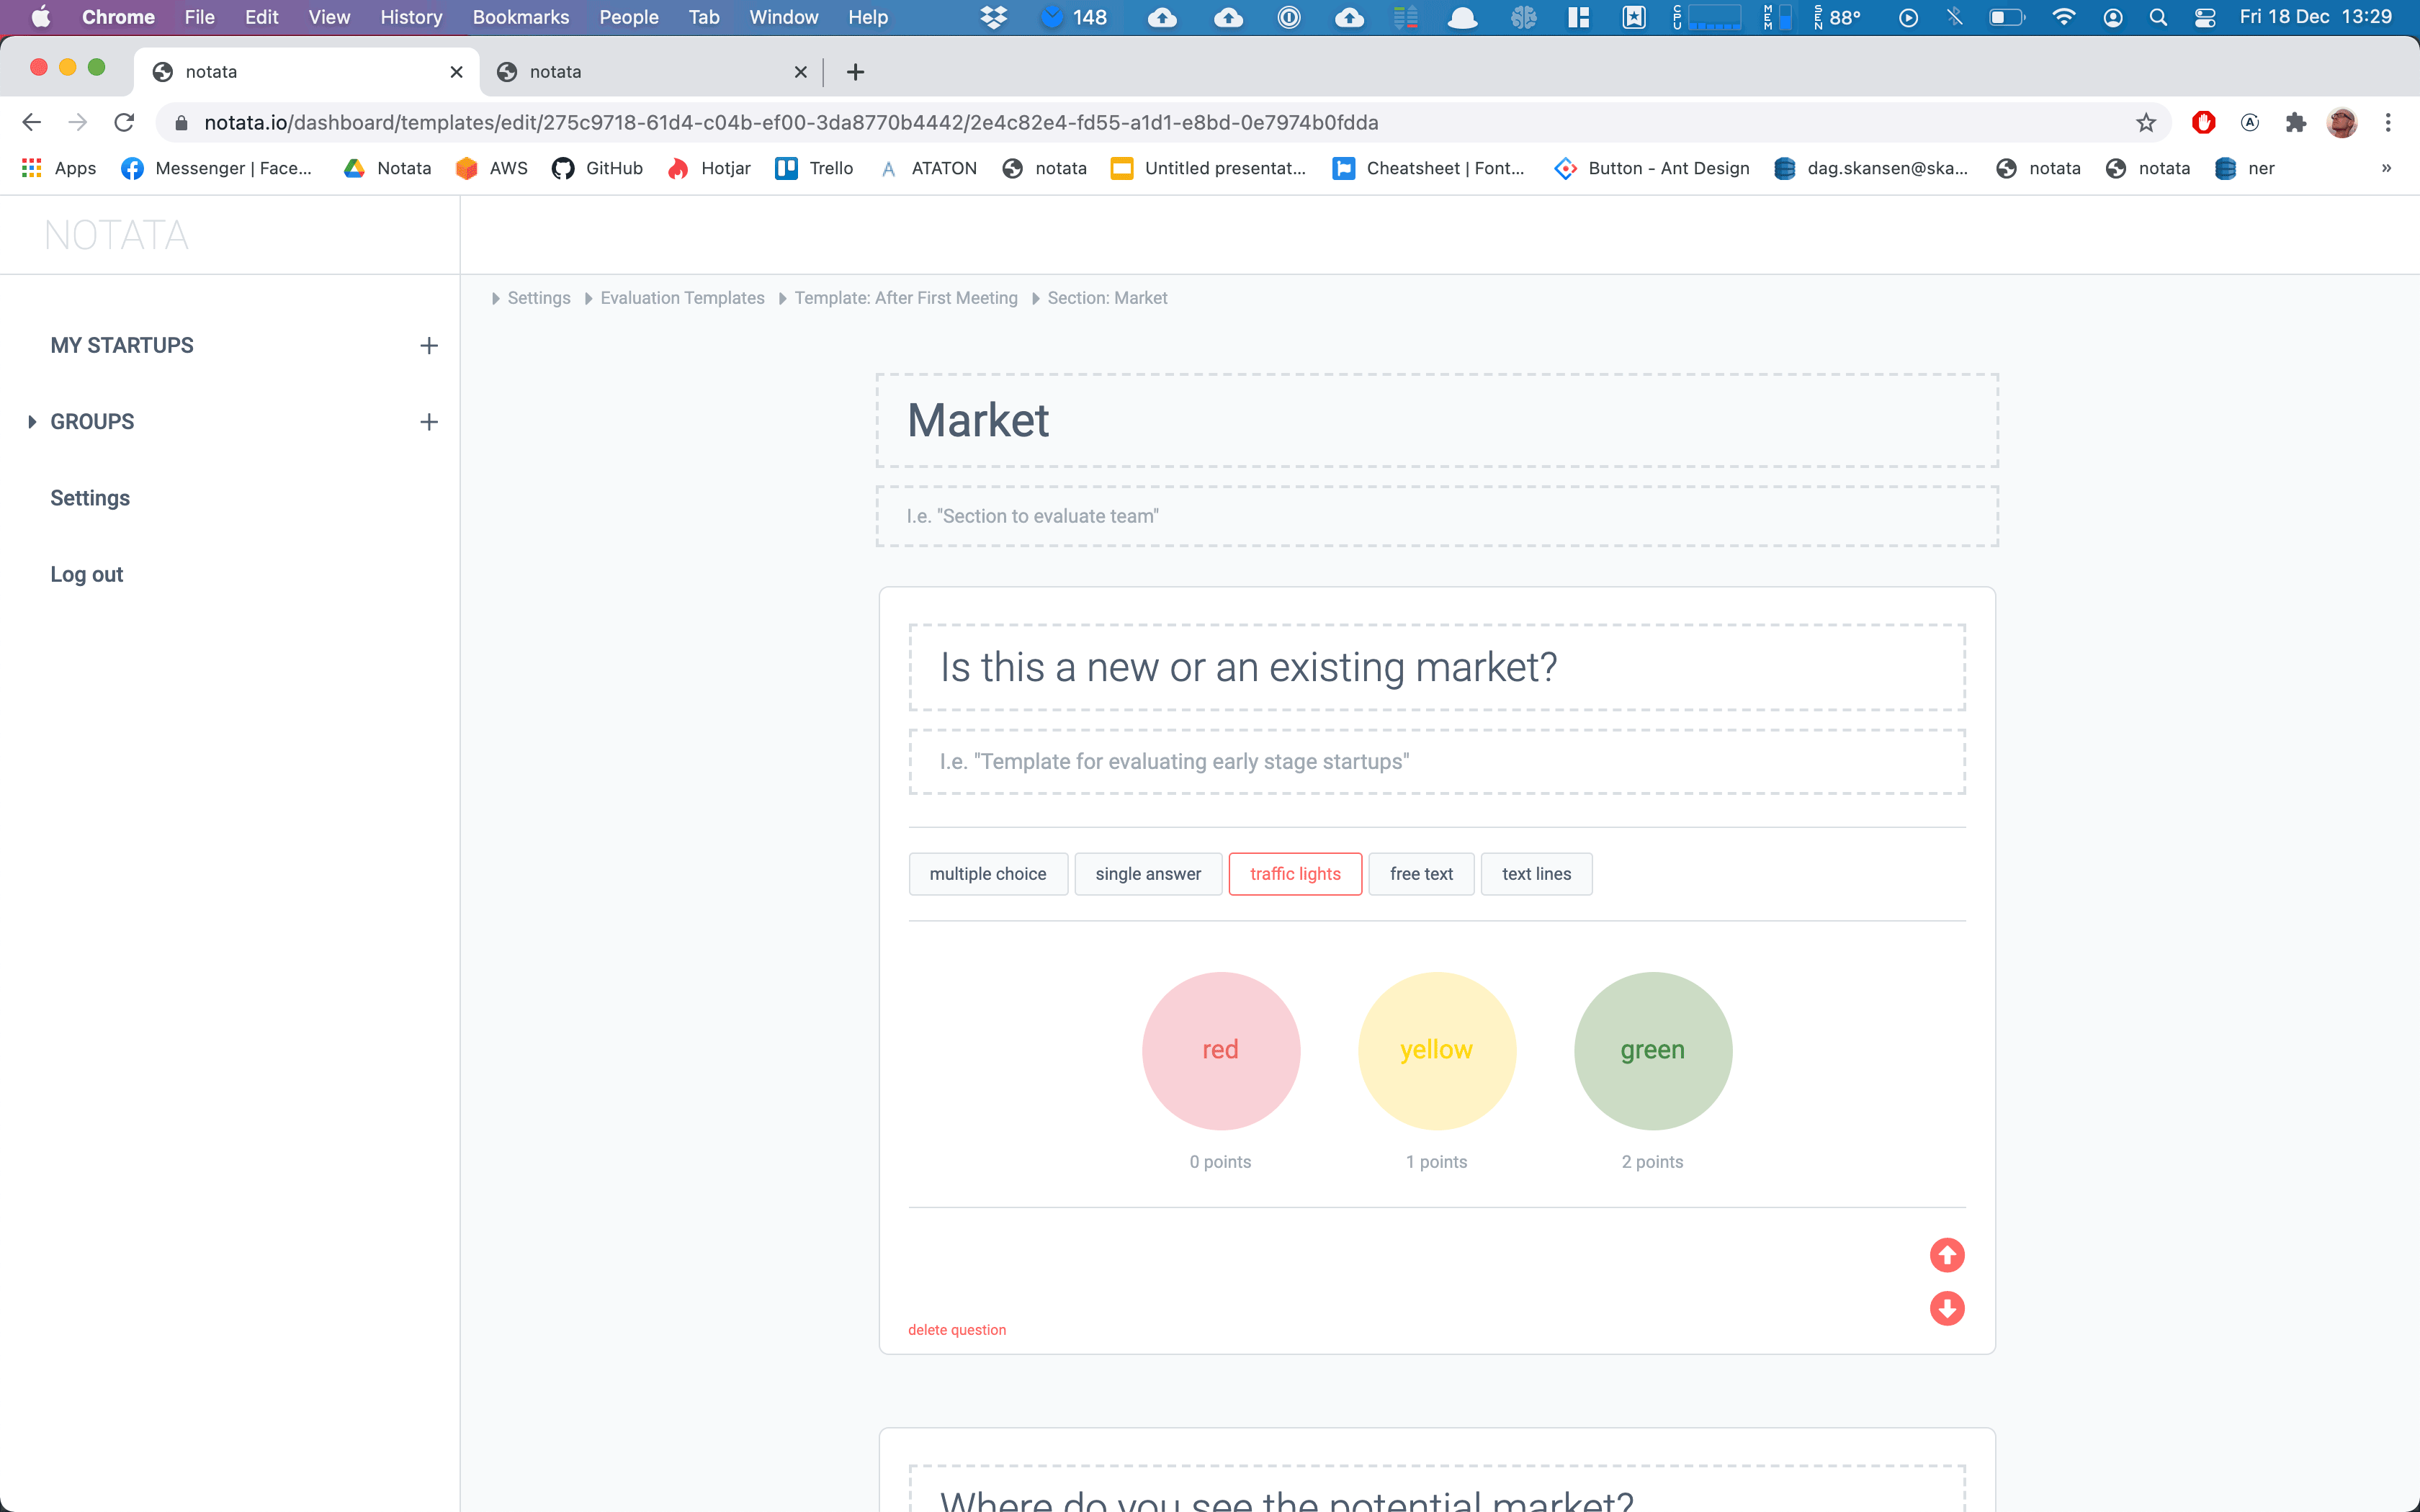 Chrome File Edit View History Bookmarks People Tab Window Help 148 CPU MEM SEN 88° Fri 18 Dec 13:29
notata notata
notata.io/dashboard/templates/edit/275c9718-61d4-c04b-ef00-3da8770b4442/2e4c82e4-fd55-a1d1-e8bd-0e7974b0fdda
Apps Messenger | Face... Notata AWS GitHub Hotjar Trello ATATON notata Untitled presentat... Cheatsheet | Font... Button - Ant Design dag.skansen@ska... notata notata ner »
NOTATA
Settings Evaluation Templates Template: After First Meeting Section: Market
MY STARTUPS
GROUPS
Settings
Log out
Market
I.e. "Section to evaluate team"
Is this a new or an existing market?
I.e. "Template for evaluating early stage startups"
multiple choice single answer traffic lights free text text lines
red yellow green
0 points 1 points 2 points
delete question
Where do you see the potential market?